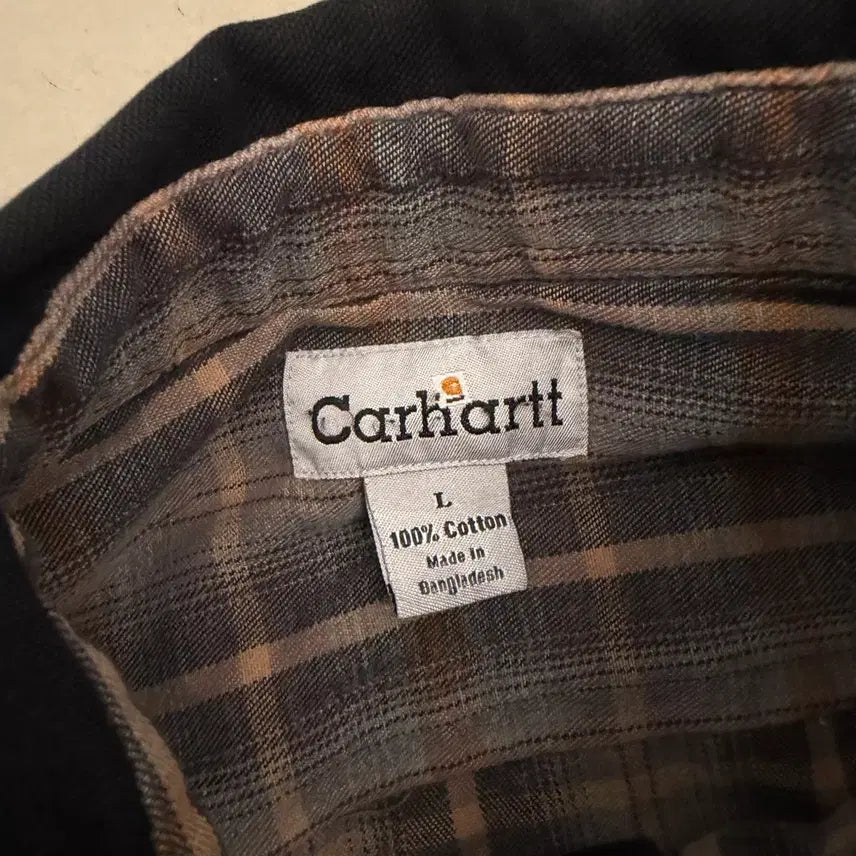 Carhartt
L
100% Cotton
Made in
Bangladesh